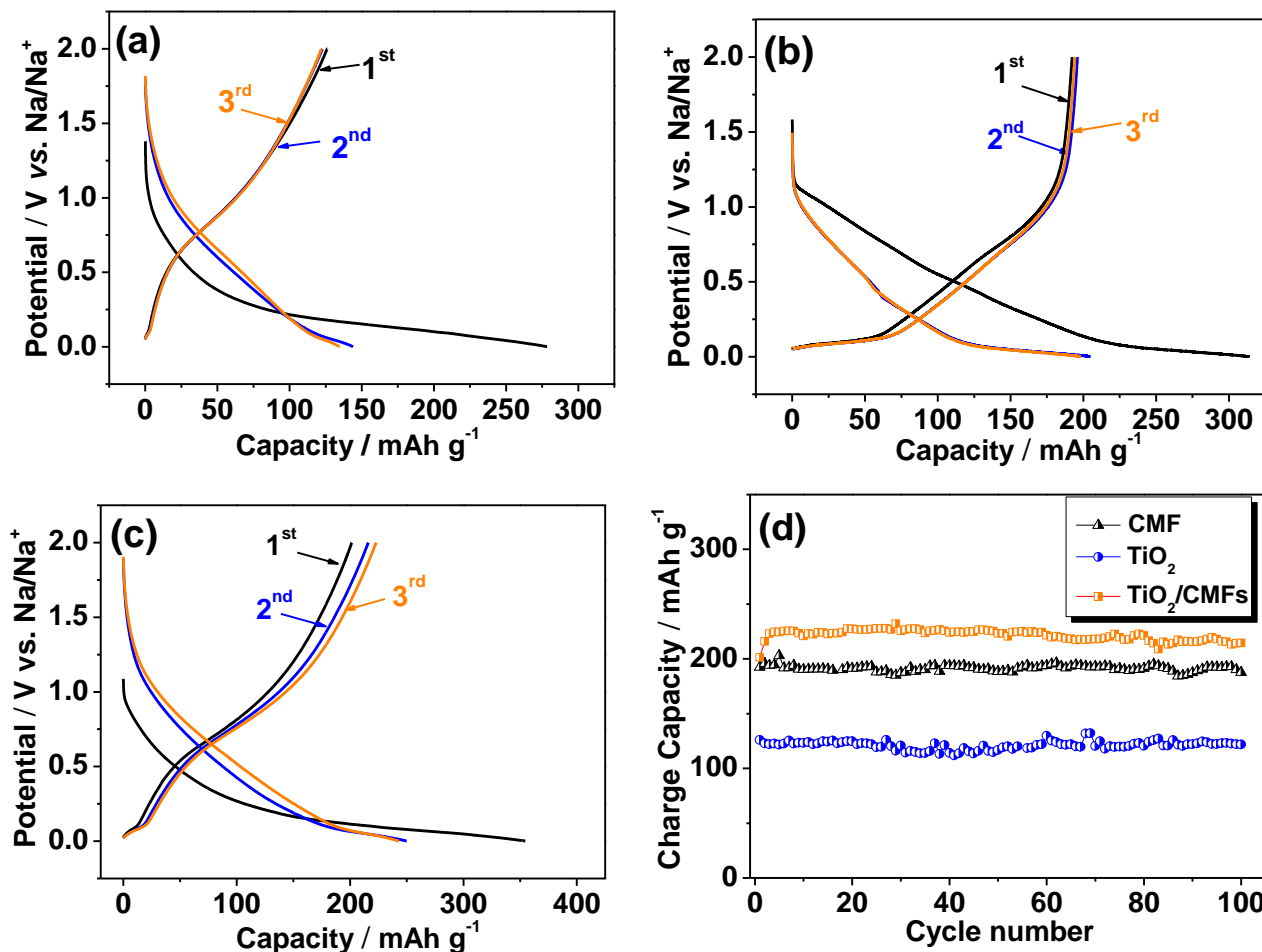 (a)
1st
3rd
2nd
Potential / V vs. Na/Na+
2.0
1.5
1.0
0.5
0.0
0 50 100 150 200 250 300
Capacity / mAh g-1
(b)
1st
2nd
3rd
Potential / V vs. Na/Na+
2.0
1.5
1.0
0.5
0.0
0 50 100 150 200 250 300
Capacity / mAh g-1
(c)
1st
2nd
3rd
Potential / V vs. Na/Na+
2.0
1.5
1.0
0.5
0.0
0 100 200 300 400
Capacity / mAh g-1
(d)
CMF
TiO2
TiO2/CMFs
Charge Capacity / mAh g-1
300
200
100
0
0 20 40 60 80 100
Cycle number